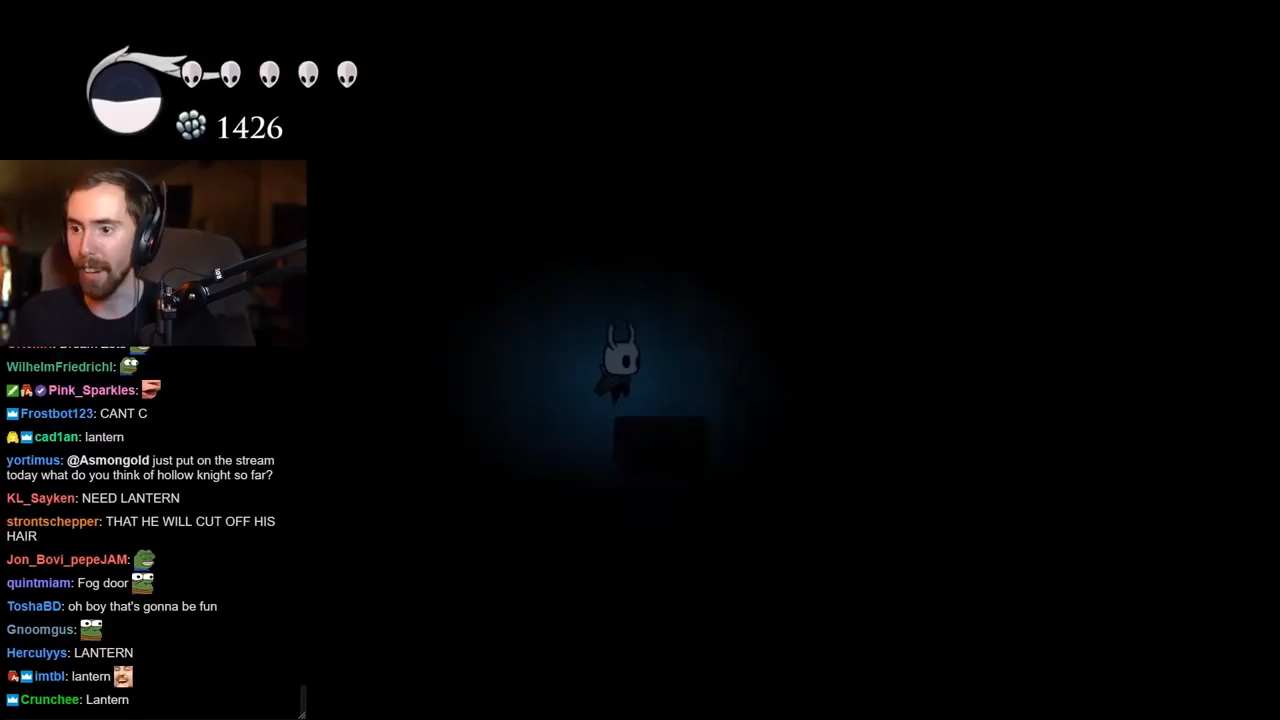 1426
WilhelmFriedrichI:
Pink_Sparkles:
Frostbot123: CANT C
cad1an: lantern
yortimus: @Asmongold just put on the stream
today what do you think of hollow knight so far?
KL_Sayken: NEED LANTERN
strontschepper: THAT HE WILL CUT OFF HIS
HAIR
Jon_Bovi_pepeJAM:
quintmiam: Fog door
ToshaBD: oh boy that's gonna be fun
Gnoomgus:
Herculyys: LANTERN
imtbl: lantern
Crunchee: Lantern